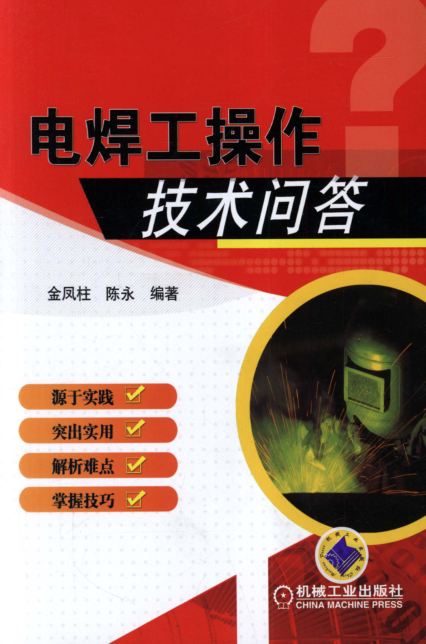 电焊工操作
技术问答
金凤柱 陈永 编著
源于实践
突出实用
解析难点
掌握技巧
机械工业出版社
CHINA MACHINE PRESS